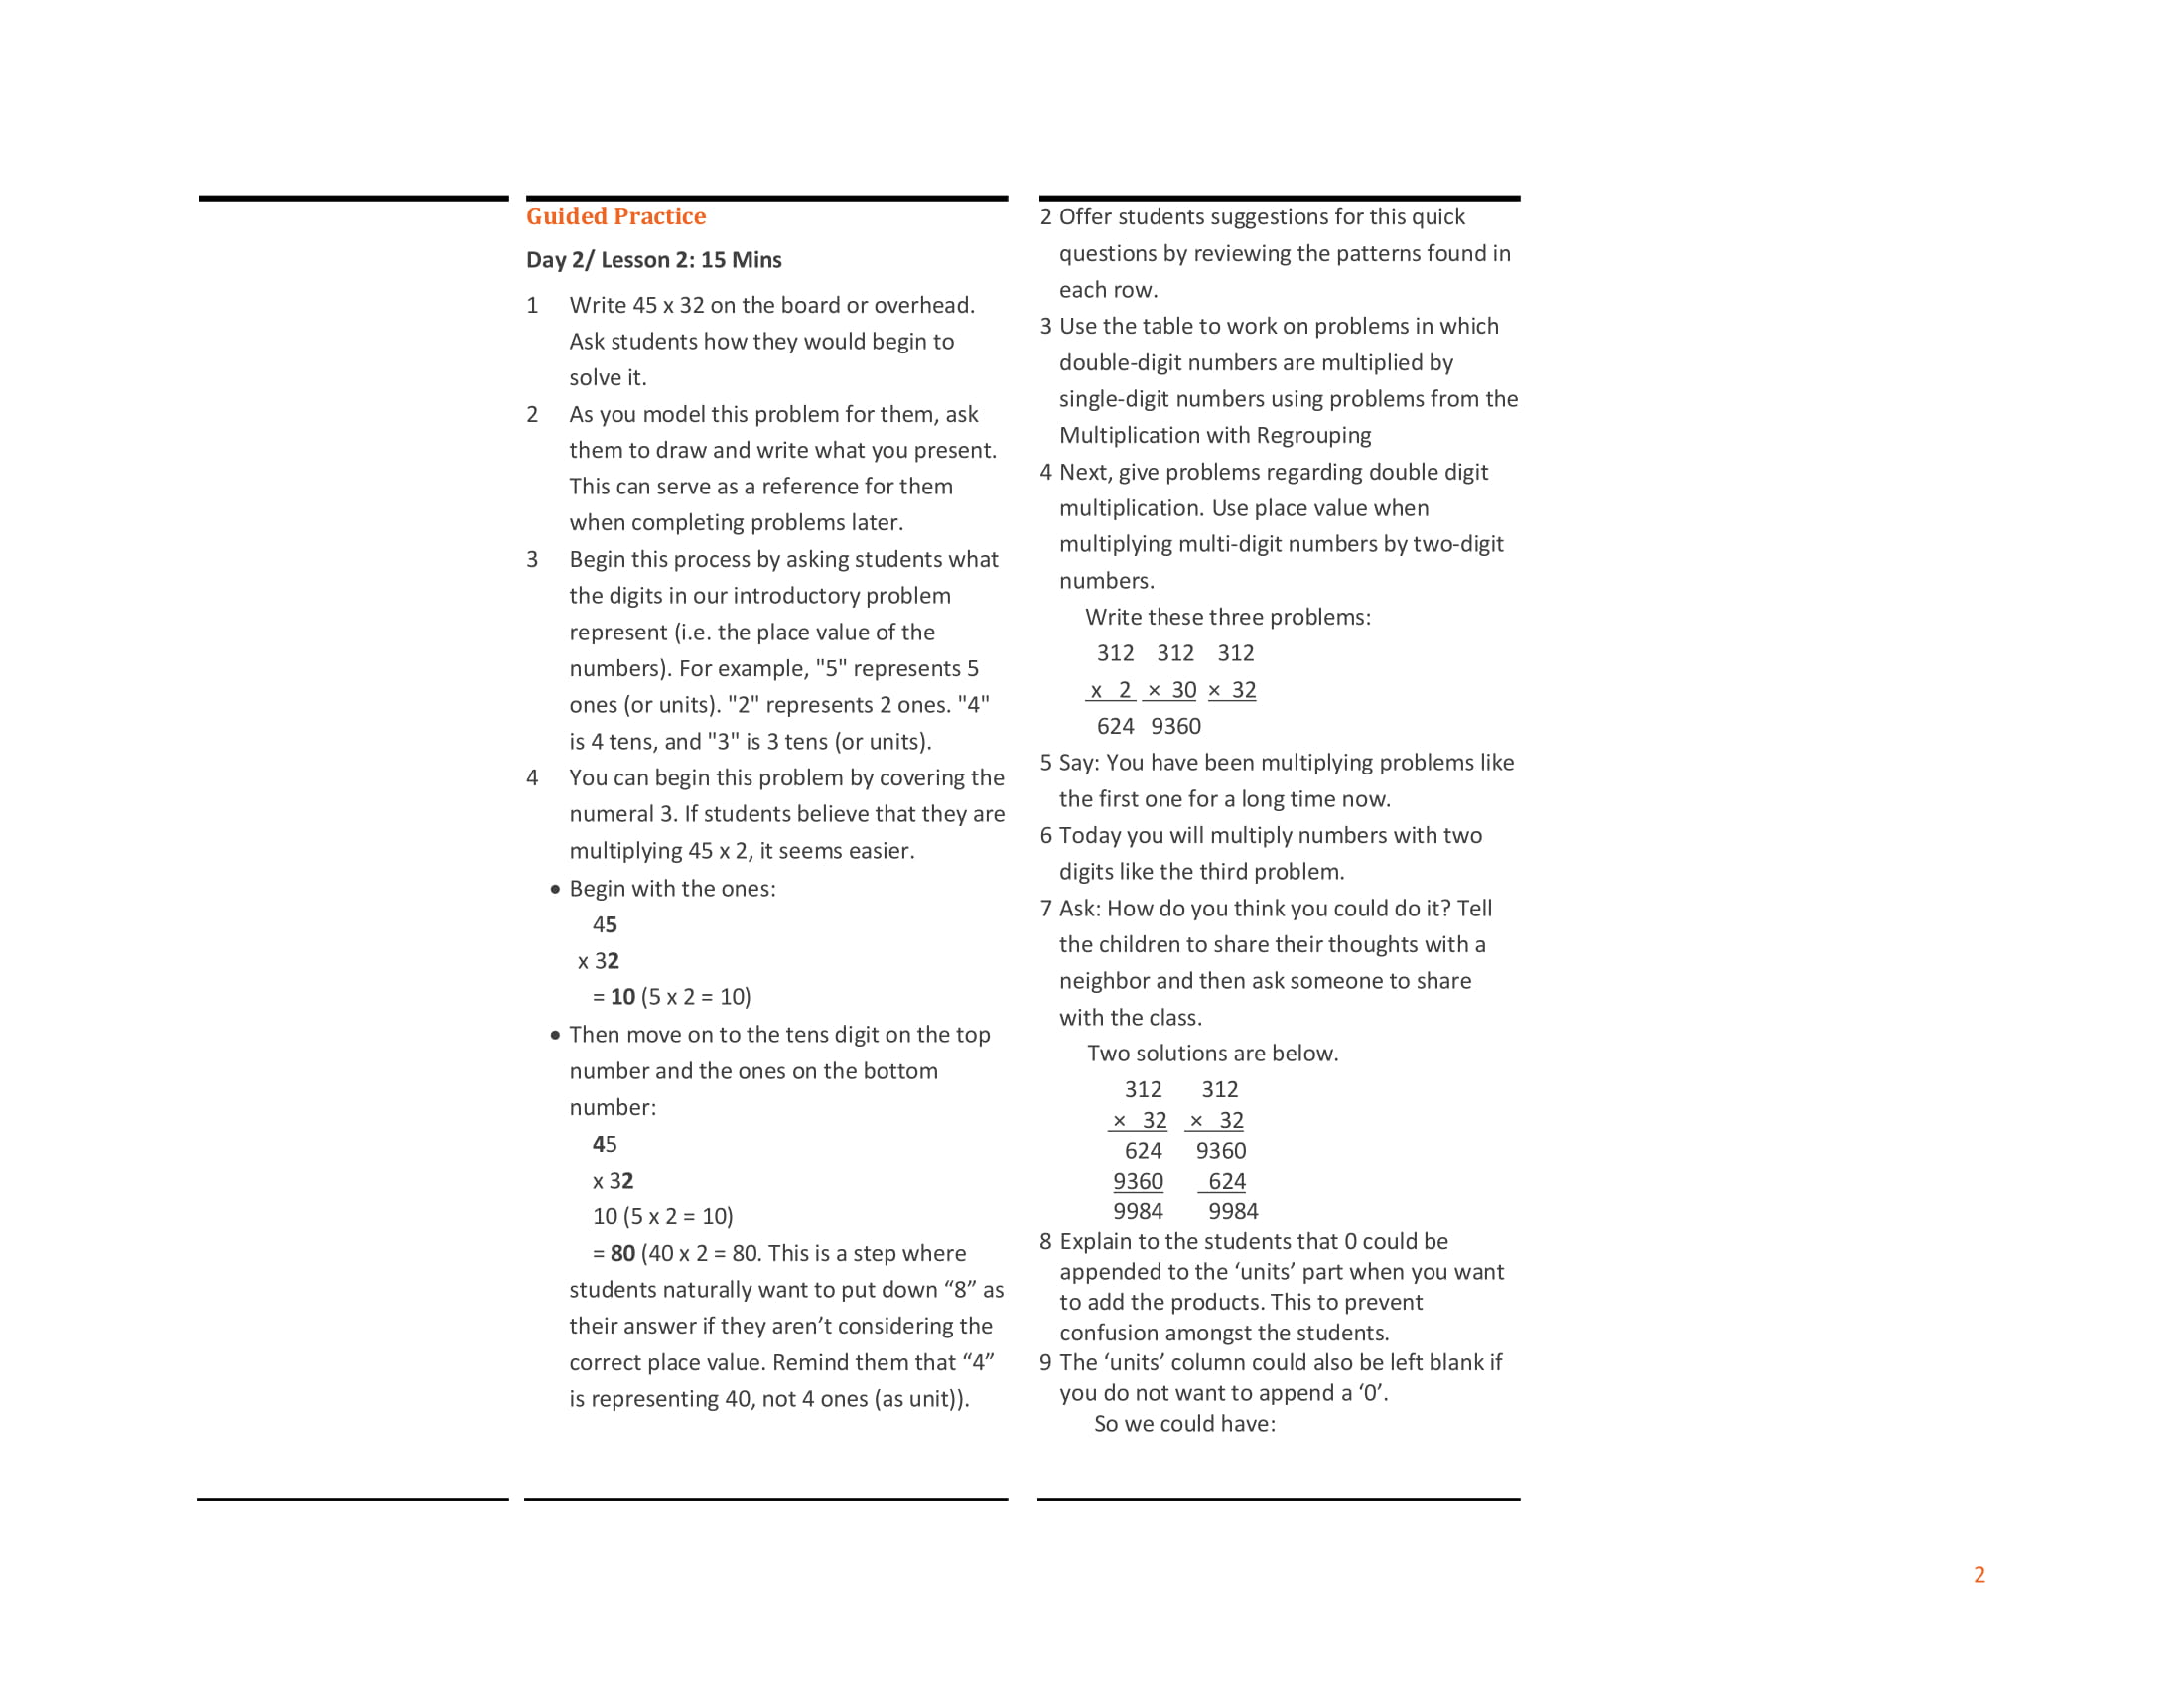 Guided Practice
Day 2/ Lesson 2: 15 Mins
1 Write 45 x 32 on the board or overhead.
Ask students how they would begin to
solve it.
2 As you model this problem for them, ask
them to draw and write what you present.
This can serve as a reference for them
when completing problems later.
3 Begin this process by asking students what
the digits in our introductory problem
represent (i.e. the place value of the
numbers). For example, "5" represents 5
ones (or units). "2" represents 2 ones. "4"
is 4 tens, and "3" is 3 tens (or units).
4 You can begin this problem by covering the
numeral 3. If students believe that they are
multiplying 45 x 2, it seems easier.
• Begin with the ones:
45
x 32
= 10 (5 x 2 = 10)
• Then move on to the tens digit on the top
number and the ones on the bottom
number:
45
x 32
10 (5 x 2 = 10)
= 80 (40 x 2 = 80. This is a step where
students naturally want to put down “8” as
their answer if they aren’t considering the
correct place value. Remind them that “4”
is representing 40, not 4 ones (as unit)).
2 Offer students suggestions for this quick
questions by reviewing the patterns found in
each row.
3 Use the table to work on problems in which
double-digit numbers are multiplied by
single-digit numbers using problems from the
Multiplication with Regrouping
4 Next, give problems regarding double digit
multiplication. Use place value when
multiplying multi-digit numbers by two-digit
numbers.
Write these three problems:
312 312 312
x 2 × 30 × 32
624 9360
5 Say: You have been multiplying problems like
the first one for a long time now.
6 Today you will multiply numbers with two
digits like the third problem.
7 Ask: How do you think you could do it? Tell
the children to share their thoughts with a
neighbor and then ask someone to share
with the class.
Two solutions are below.
312 312
× 32 × 32
624 9360
9360 624
9984 9984
8 Explain to the students that 0 could be
appended to the ‘units’ part when you want
to add the products. This to prevent
confusion amongst the students.
9 The ‘units’ column could also be left blank if
you do not want to append a ‘0’.
So we could have:
2